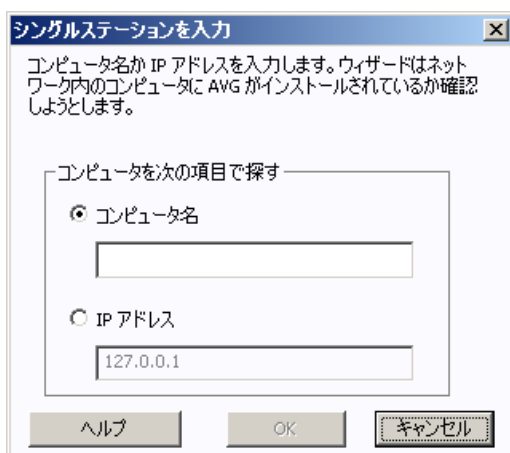 シングルステーションを入力
コンピュータ名か IP アドレスを入力します。ウィザードはネット
ワーク内のコンピュータに AVG がインストールされているか確認
しようとします。
コンピュータを次の項目で探す
コンピュータ名
IP アドレス
127.0.0.1
ヘルプ
OK
キャンセル